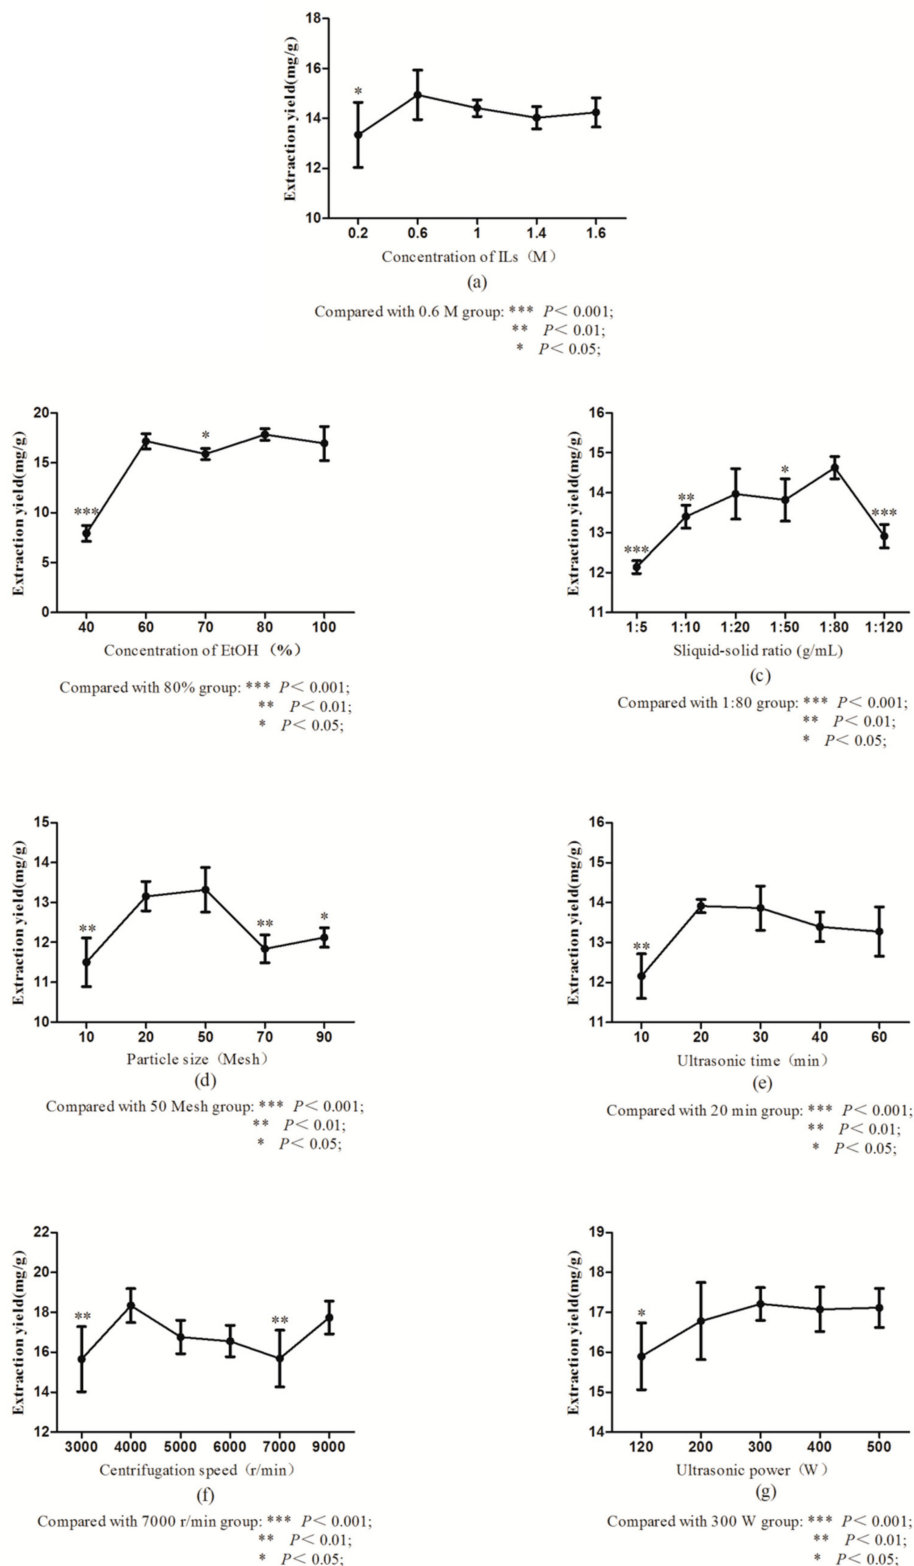 18
16
14
12
10
Extraction yield(mg/g)
*
0.2 0.6 1 1.4 1.6
Concentration of ILs（M）
(a)
Compared with 0.6 M group: *** P< 0.001;
** P< 0.01;
* P< 0.05;
20
15
10
5
0
Extraction yield(mg/g)
***
*
40 60 70 80 100
Concentration of EtOH（%）
Compared with 80% group: *** P< 0.001;
** P< 0.01;
* P< 0.05;
16
15
14
13
12
11
Extraction yield(mg/g)
***
**
*
***
1:5 1:10 1:20 1:50 1:80 1:120
Sliquid-solid ratio (g/mL)
(c)
Compared with 1:80 group: *** P< 0.001;
** P< 0.01;
* P< 0.05;
15
14
13
12
11
10
Extraction yield(mg/g)
**
**
*
10 20 50 70 90
Particle size（Mesh）
(d)
Compared with 50 Mesh group: *** P< 0.001;
** P< 0.01;
* P< 0.05;
16
15
14
13
12
11
Extraction yield(mg/g)
**
10 20 30 40 60
Ultrasonic time（min）
(e)
Compared with 20 min group: *** P< 0.001;
** P< 0.01;
* P< 0.05;
22
20
18
16
14
12
Extraction yield(mg/g)
**
**
3000 4000 5000 6000 7000 9000
Centrifugation speed（r/min）
(f)
Compared with 7000 r/min group: *** P< 0.001;
** P< 0.01;
* P< 0.05;
19
18
17
16
15
14
Extraction yield(mg/g)
*
120 200 300 400 500
Ultrasonic power（W）
(g)
Compared with 300 W group: *** P< 0.001;
** P< 0.01;
* P< 0.05;